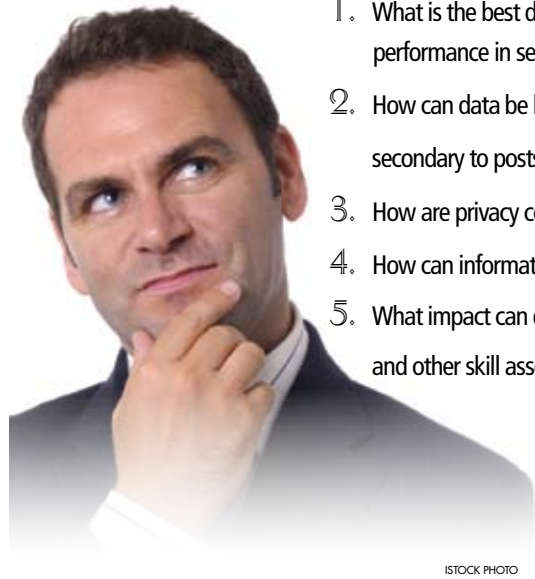 1. What is the best d
performance in se
2. How can data be
secondary to posts
3. How are privacy c
4. How can informat
5. What impact can
and other skill ass
ISTOCK PHOTO